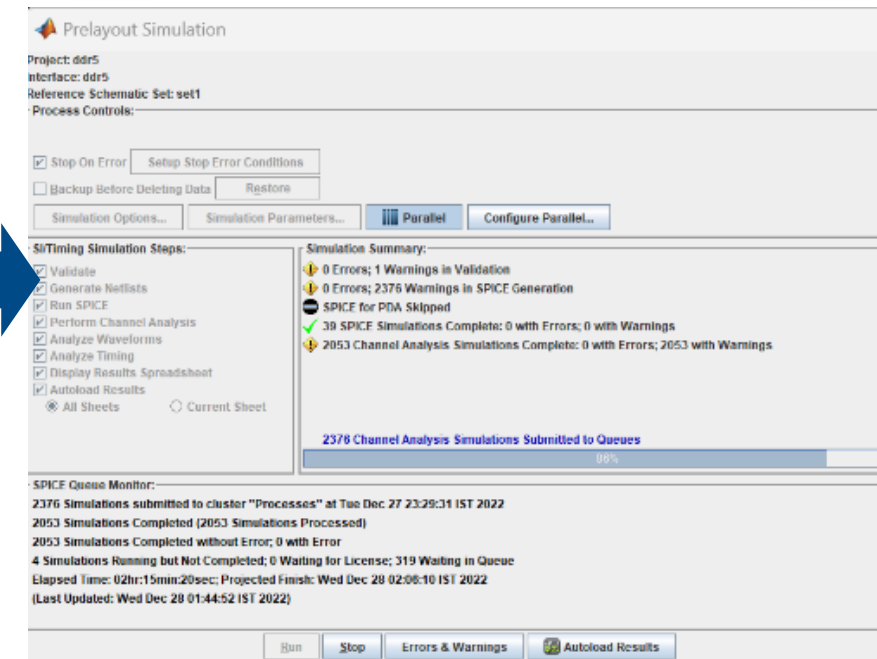 Prelayout Simulation
Project: ddr5
Interface: ddr5
Reference Schematic Set: set1
Process Controls:
Stop On Error
Setup Stop Error Conditions
Backup Before Deleting Data
Restore
Simulation Options...
Simulation Parameters...
Parallel
Configure Parallel...
SI/Timing Simulation Steps:
Validate
Generate Netlists
Run SPICE
Perform Channel Analysis
Analyze Waveforms
Analyze Timing
Display Results Spreadsheet
Autoload Results
All Sheets
Current Sheet
Simulation Summary:
0 Errors; 1 Warnings in Validation
0 Errors; 2376 Warnings in SPICE Generation
SPICE for PDA Skipped
39 SPICE Simulations Complete: 0 with Errors; 0 with Warnings
2053 Channel Analysis Simulations Complete: 0 with Errors; 2053 with Warnings
2376 Channel Analysis Simulations Submitted to Queues
86%
SPICE Queue Monitor:
2376 Simulations submitted to cluster "Processes" at Tue Dec 27 23:29:31 IST 2022
2053 Simulations Completed (2053 Simulations Processed)
2053 Simulations Completed without Error; 0 with Error
4 Simulations Running but Not Completed; 0 Waiting for License; 319 Waiting in Queue
Elapsed Time: 02hr:15min:20sec; Projected Finish: Wed Dec 28 02:06:10 IST 2022
(Last Updated: Wed Dec 28 01:44:52 IST 2022)
Run
Stop
Errors & Warnings
Autoload Results